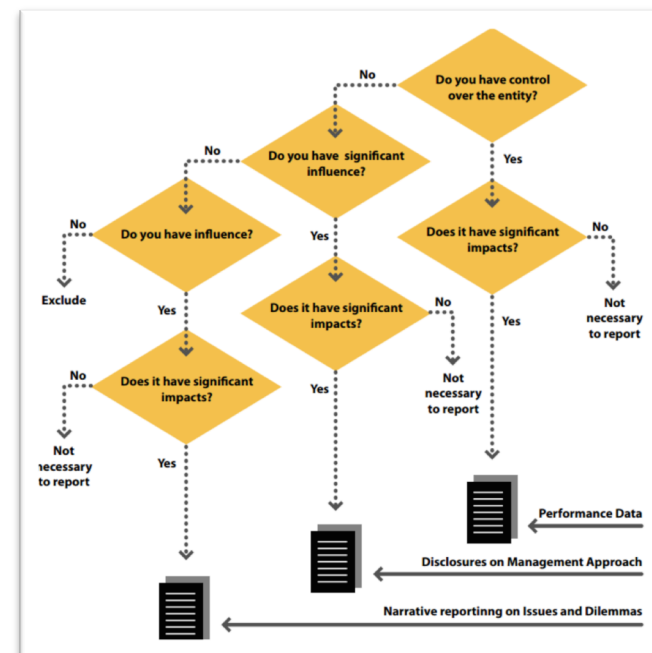 No
Do you have control
over the entity?
No
Do you have significant
influence?
Yes
No
Do you have influence?
Yes
Does it have significant
impacts?
No
Exclude
Yes
Does it have significant
impacts?
No
Not
necessary
to report
Yes
No
Does it have significant
impacts?
Yes
Not
necessary
to report
Not
ecessary
to report
Yes
Performance Data
Disclosures on Management Approach
Narrative reportinng on Issues and Dilemmas